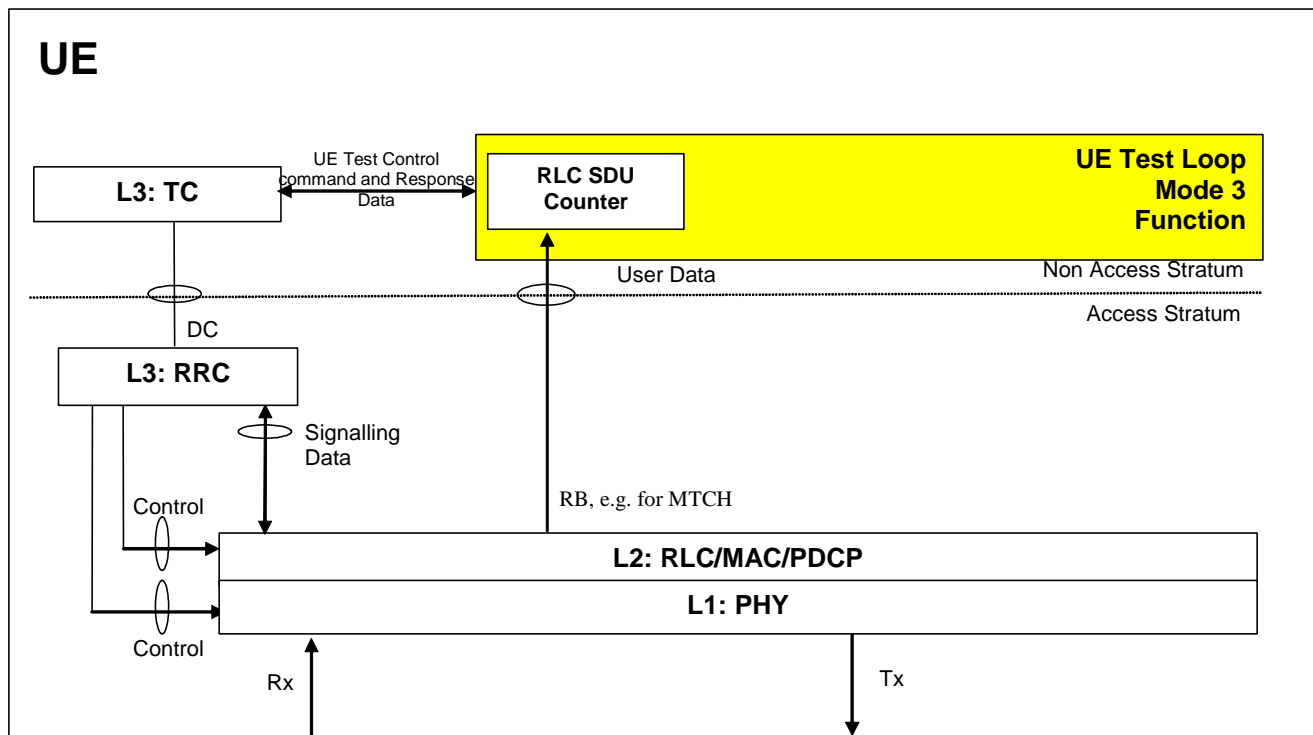 UE
UE Test Control
command and Response
Data
L3: TC
RLC SDU
Counter
UE Test Loop
Mode 3
Function
User Data
Non Access Stratum
Access Stratum
DC
L3: RRC
Signalling
Data
Control
RB, e.g. for MTCH
L2: RLC/MAC/PDCP
L1: PHY
Control
Rx
Tx